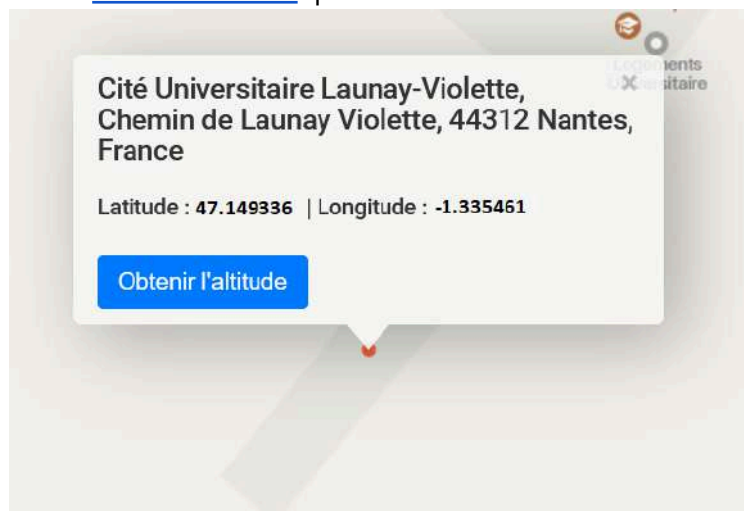 Cité Universitaire Launay-Violette,
Chemin de Launay Violette, 44312 Nantes,
France
Latitude : 47.149336 | Longitude : -1.335461
Obtenir l'altitude